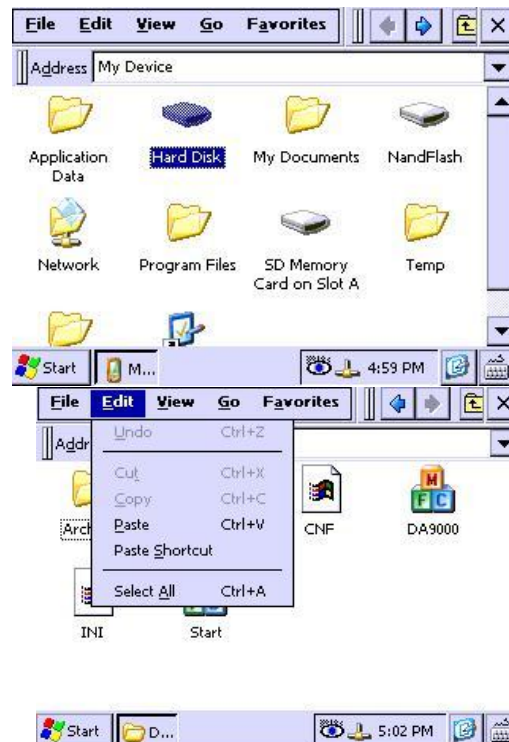 File Edit View Go Favorites
Address My Device
Application Data
Hard Disk
My Documents
NandFlash
Network
Program Files
SD Memory Card on Slot A
Temp
Start M... 4:59 PM
File Edit View Go Favorites
Addr
Undo Ctrl+Z
Cut Ctrl+X
Copy Ctrl+C
Paste Ctrl+V
Paste Shortcut
Select All Ctrl+A
Arch
CNF
M
F C
DA9000
INI
Start
Start D... 5:02 PM